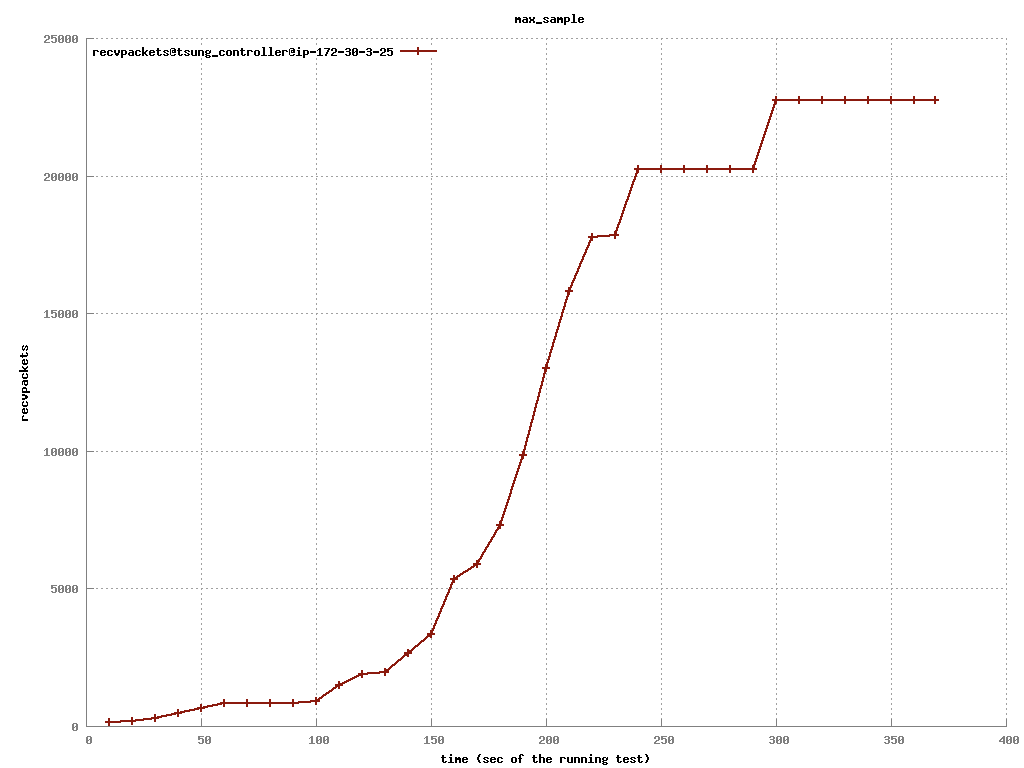 max_sample
25000
recvpackets@tsung_controller@ip-172-30-3-25
20000
15000
recvpackets
10000
5000
0
0 50 100 150 200 250 300 350 400
time (sec of the running test)